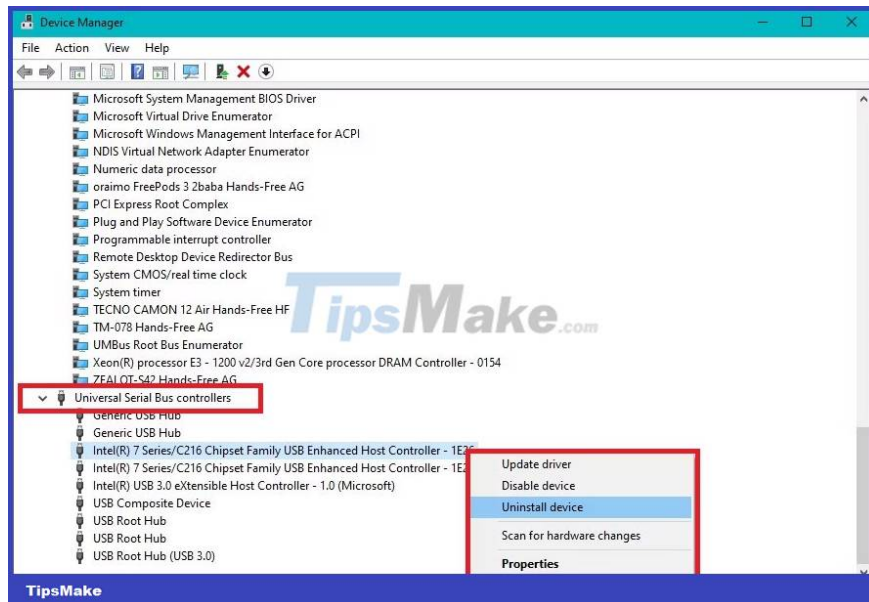 Device Manager
File Action View Help
Microsoft System Management BIOS Driver
Microsoft Virtual Drive Enumerator
Microsoft Windows Management Interface for ACPI
NDIS Virtual Network Adapter Enumerator
Numeric data processor
oraimo FreePods 3 2baba Hands-Free AG
PCI Express Root Complex
Plug and Play Software Device Enumerator
Programmable interrupt controller
Remote Desktop Device Redirector Bus
System CMOS/real time clock
System timer
TECNO CAMON 12 Air Hands-Free HF
TM-078 Hands-Free AG
UMBus Root Bus Enumerator
Xeon(R) processor E3 - 1200 v2/3rd Gen Core processor DRAM Controller - 0154
ZEALOT-S42 Hands-Free AG
Universal Serial Bus controllers
Generic USB Hub
Generic USB Hub
Intel(R) 7 Series/C216 Chipset Family USB Enhanced Host Controller -
Intel(R) 7 Series/C216 Chipset Family USB Enhanced Host Controller -
Intel(R) USB 3.0 eXtensible Host Controller - 1.0 (Microsoft)
USB Composite Device
USB Root Hub
USB Root Hub
USB Root Hub (USB 3.0)
Update driver
Disable device
Uninstall device
Scan for hardware changes
Properties
TipsMake.com
TipsMake